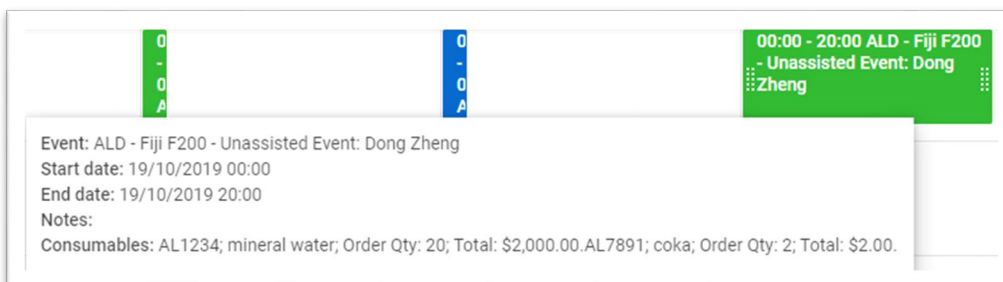 0
-
0
A
0
-
0
A
00:00 - 20:00 ALD - Fiji F200
- Unassisted Event: Dong
Zheng
Event: ALD - Fiji F200 - Unassisted Event: Dong Zheng
Start date: 19/10/2019 00:00
End date: 19/10/2019 20:00
Notes:
Consumables: AL1234; mineral water; Order Qty: 20; Total: $2,000.00.AL7891; coka; Order Qty: 2; Total: $2.00.